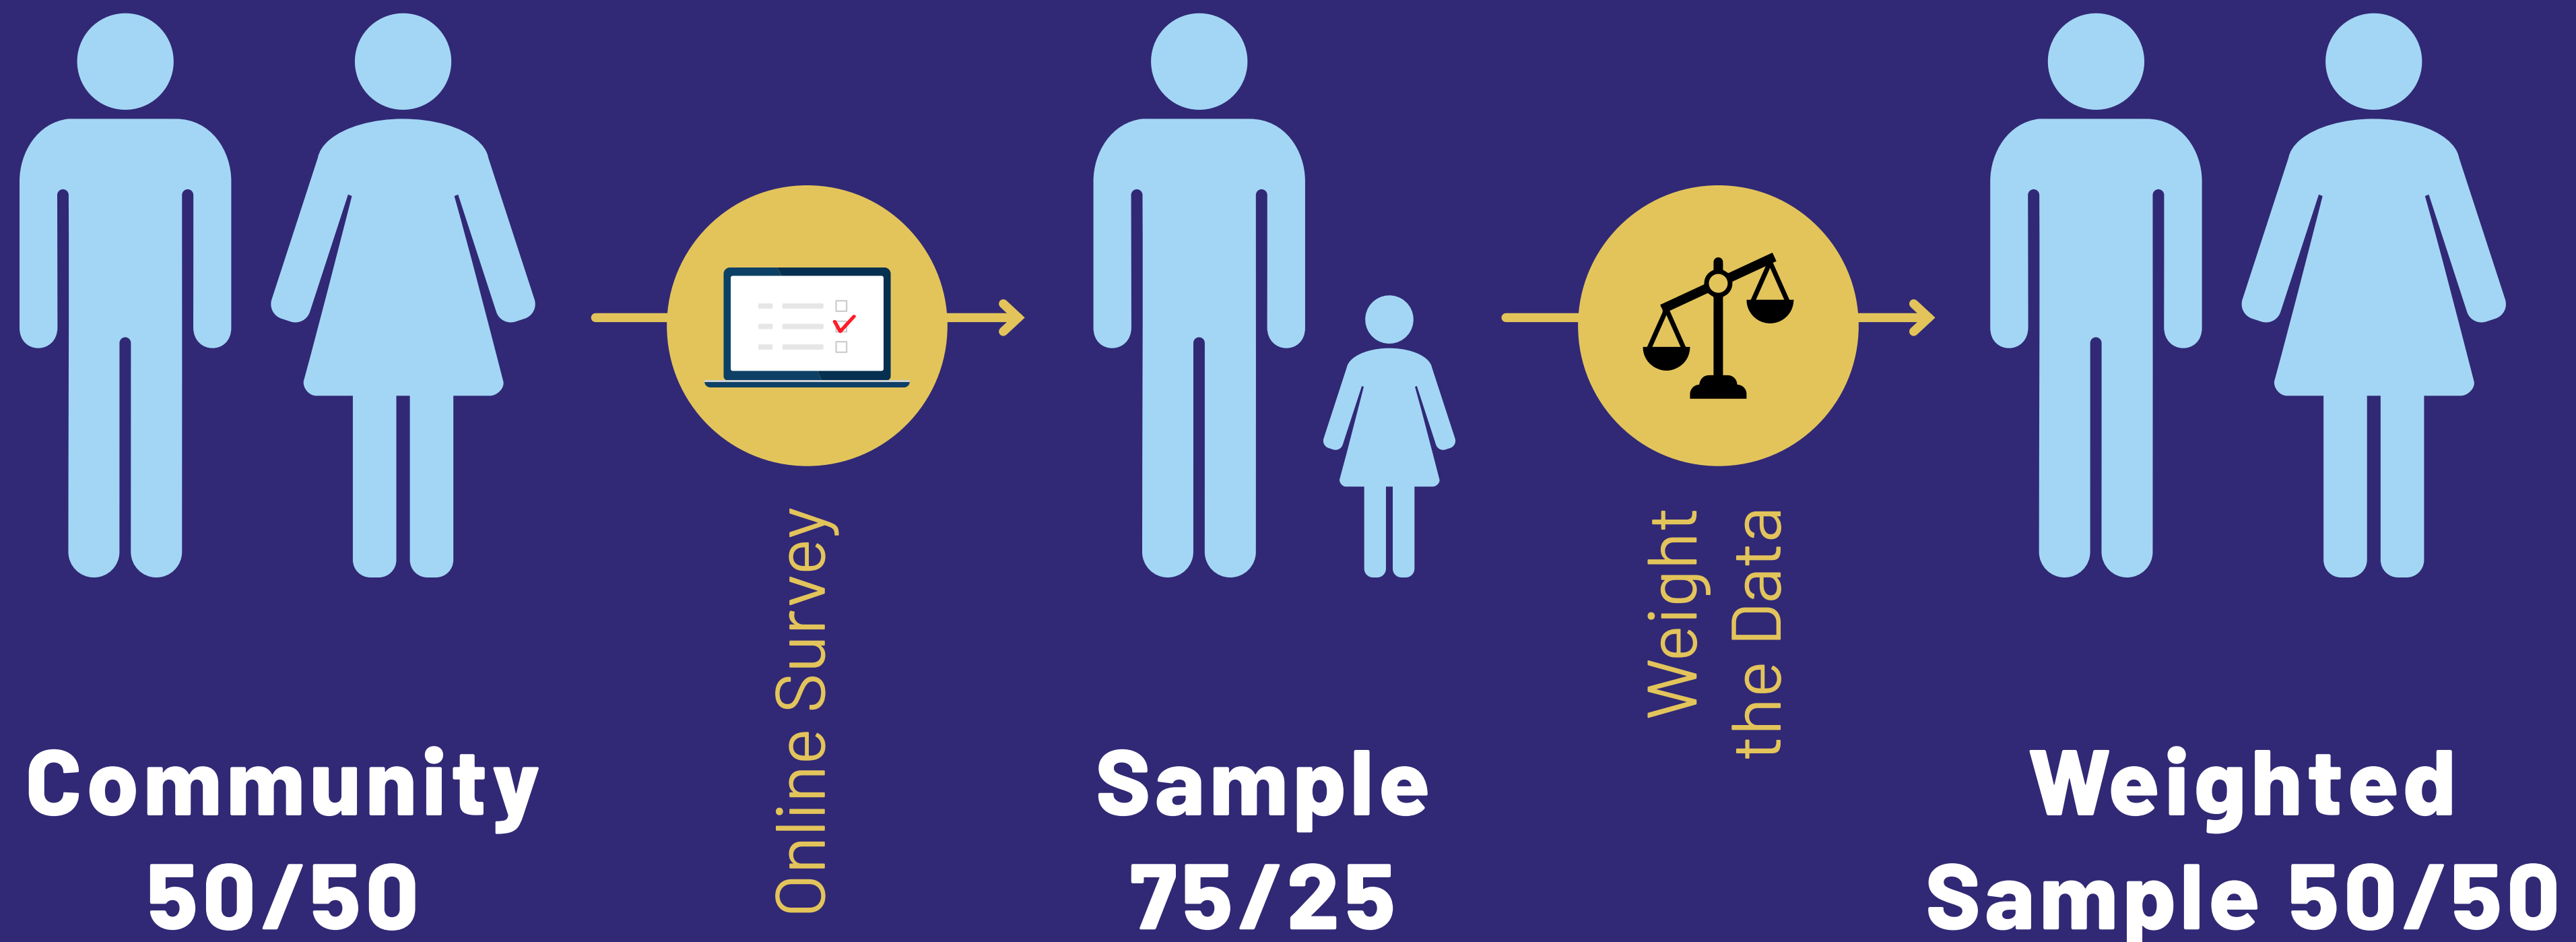 Community
50/50
Online Survey
Sample
75/25
Weight
the Data
Weighted
Sample 50/50